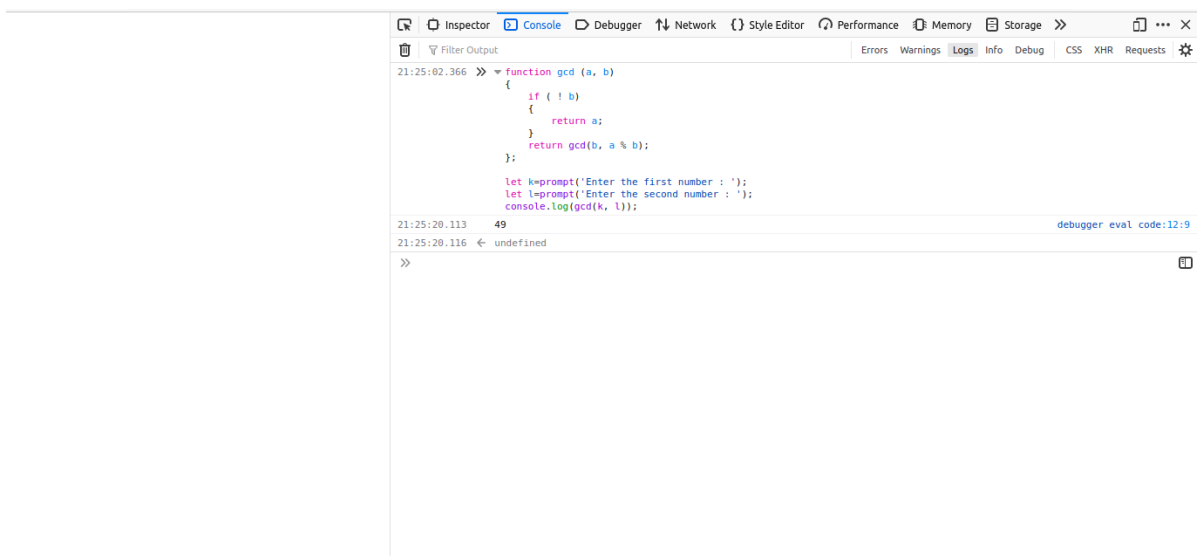 Inspector Console Debugger Network {} Style Editor Performance Memory Storage
Filter Output Errors Warnings Logs Info Debug CSS XHR Requests
21:25:02.366 function gcd (a, b)
{
if ( ! b)
{
return a;
}
return gcd(b, a % b);
};
let k=prompt('Enter the first number : ');
let l=prompt('Enter the second number : ');
console.log(gcd(k, l));
21:25:20.113 49 debugger eval code:12:9
21:25:20.116 undefined